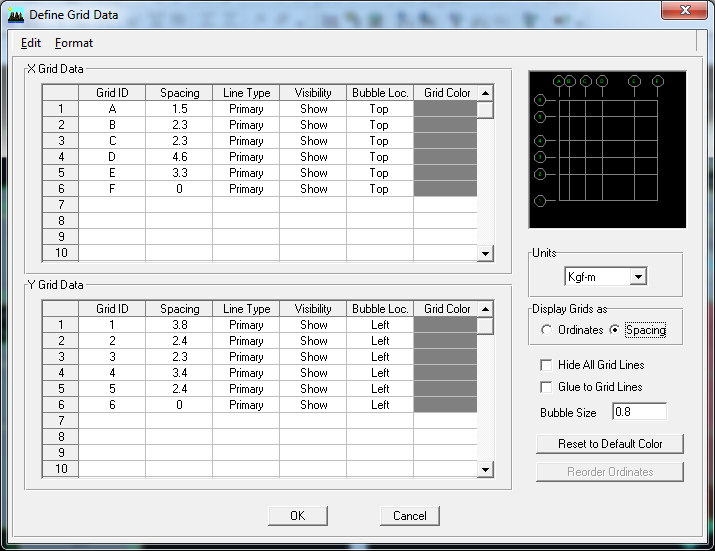 Define Grid Data
Edit Format
X Grid Data
Grid ID Spacing Line Type Visibility Bubble Loc. Grid Color
1 A 1.5 Primary Show Top
2 B 2.3 Primary Show Top
3 C 2.3 Primary Show Top
4 D 4.6 Primary Show Top
5 E 3.3 Primary Show Top
6 F 0 Primary Show Top
7
8
9
10
Y Grid Data
Grid ID Spacing Line Type Visibility Bubble Loc. Grid Color
1 1 3.8 Primary Show Left
2 2 2.4 Primary Show Left
3 3 2.3 Primary Show Left
4 4 3.4 Primary Show Left
5 5 2.4 Primary Show Left
6 6 0 Primary Show Left
7
8
9
10
Units
Kgf-m
Display Grids as
Ordinates Spacing
Hide All Grid Lines
Glue to Grid Lines
Bubble Size 0.8
Reset to Default Color
Reorder Ordinates
OK Cancel